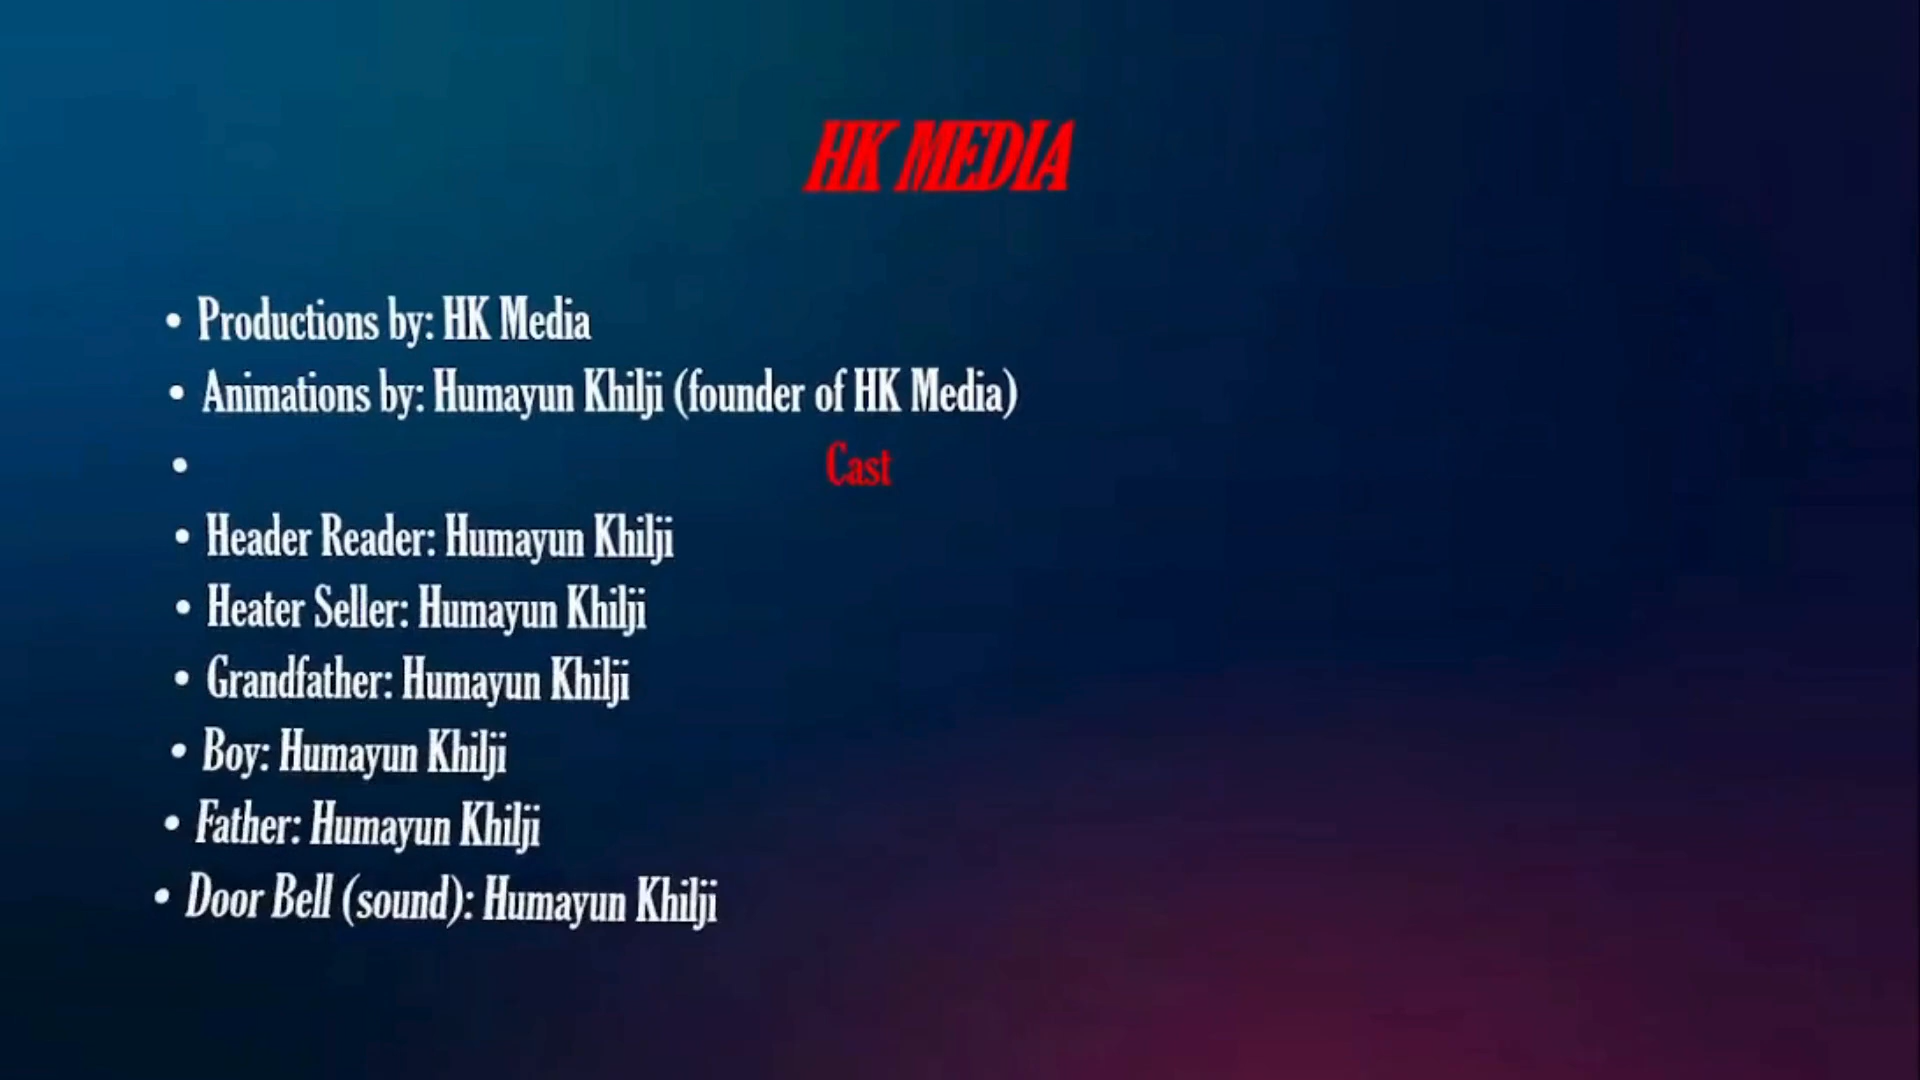 HK MEDIA
• Productions by: HK Media
• Animations by: Humayun Khilji (founder of HK Media)
• Cast
• Header Reader: Humayun Khilji
• Heater Seller: Humayun Khilji
• Grandfather: Humayun Khilji
• Boy: Humayun Khilji
• Father: Humayun Khilji
• Door Bell (sound): Humayun Khilji